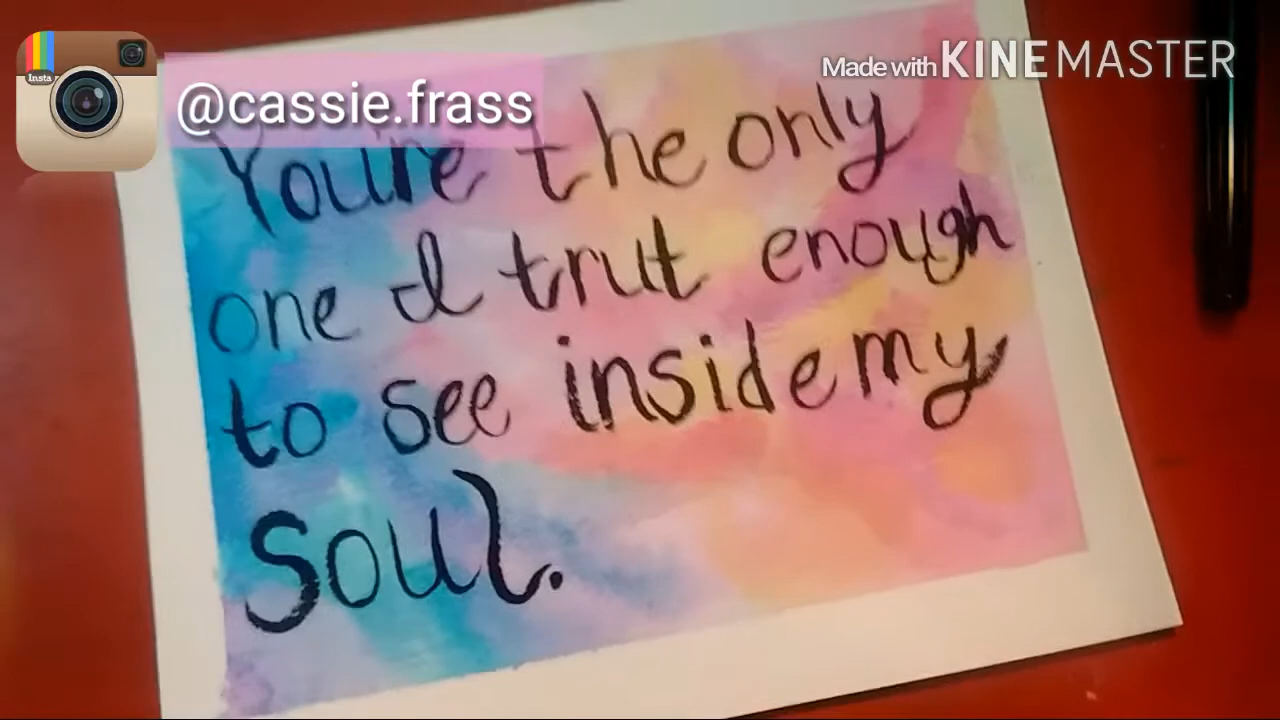 Insta
@cassie.frass
Made with KINEMASTER
You're the only
one I trut enough
to see inside my
soul.